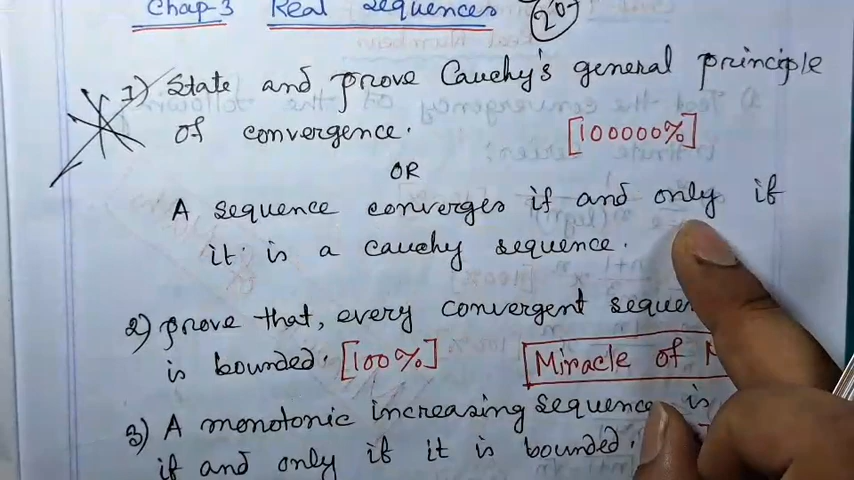 Chap-3 Real sequences
1) State and prove Cauchy's general principle
of convergence. [100000%]
OR
A sequence converges if and only if
it is a cauchy sequence.
2) prove that, every convergent
is bounded. [100%] Miracle of
3) A monotonic increasing sequence is
if and only if it is bounded.